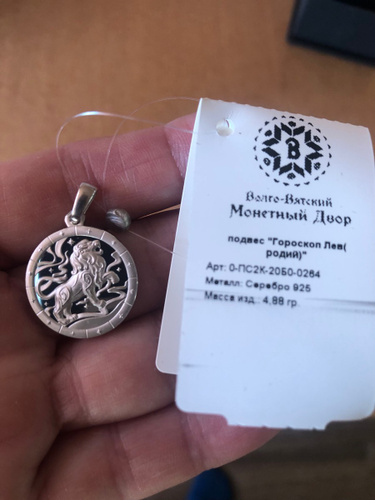 В
Волго-Вятский
Монетный Двор
подвес "Гороскоп Лев(
родий)"
Арт: 0-ПС2К-20Б0-0264
Металл: Серебро 925
Масса изд.: 4,88 гр.